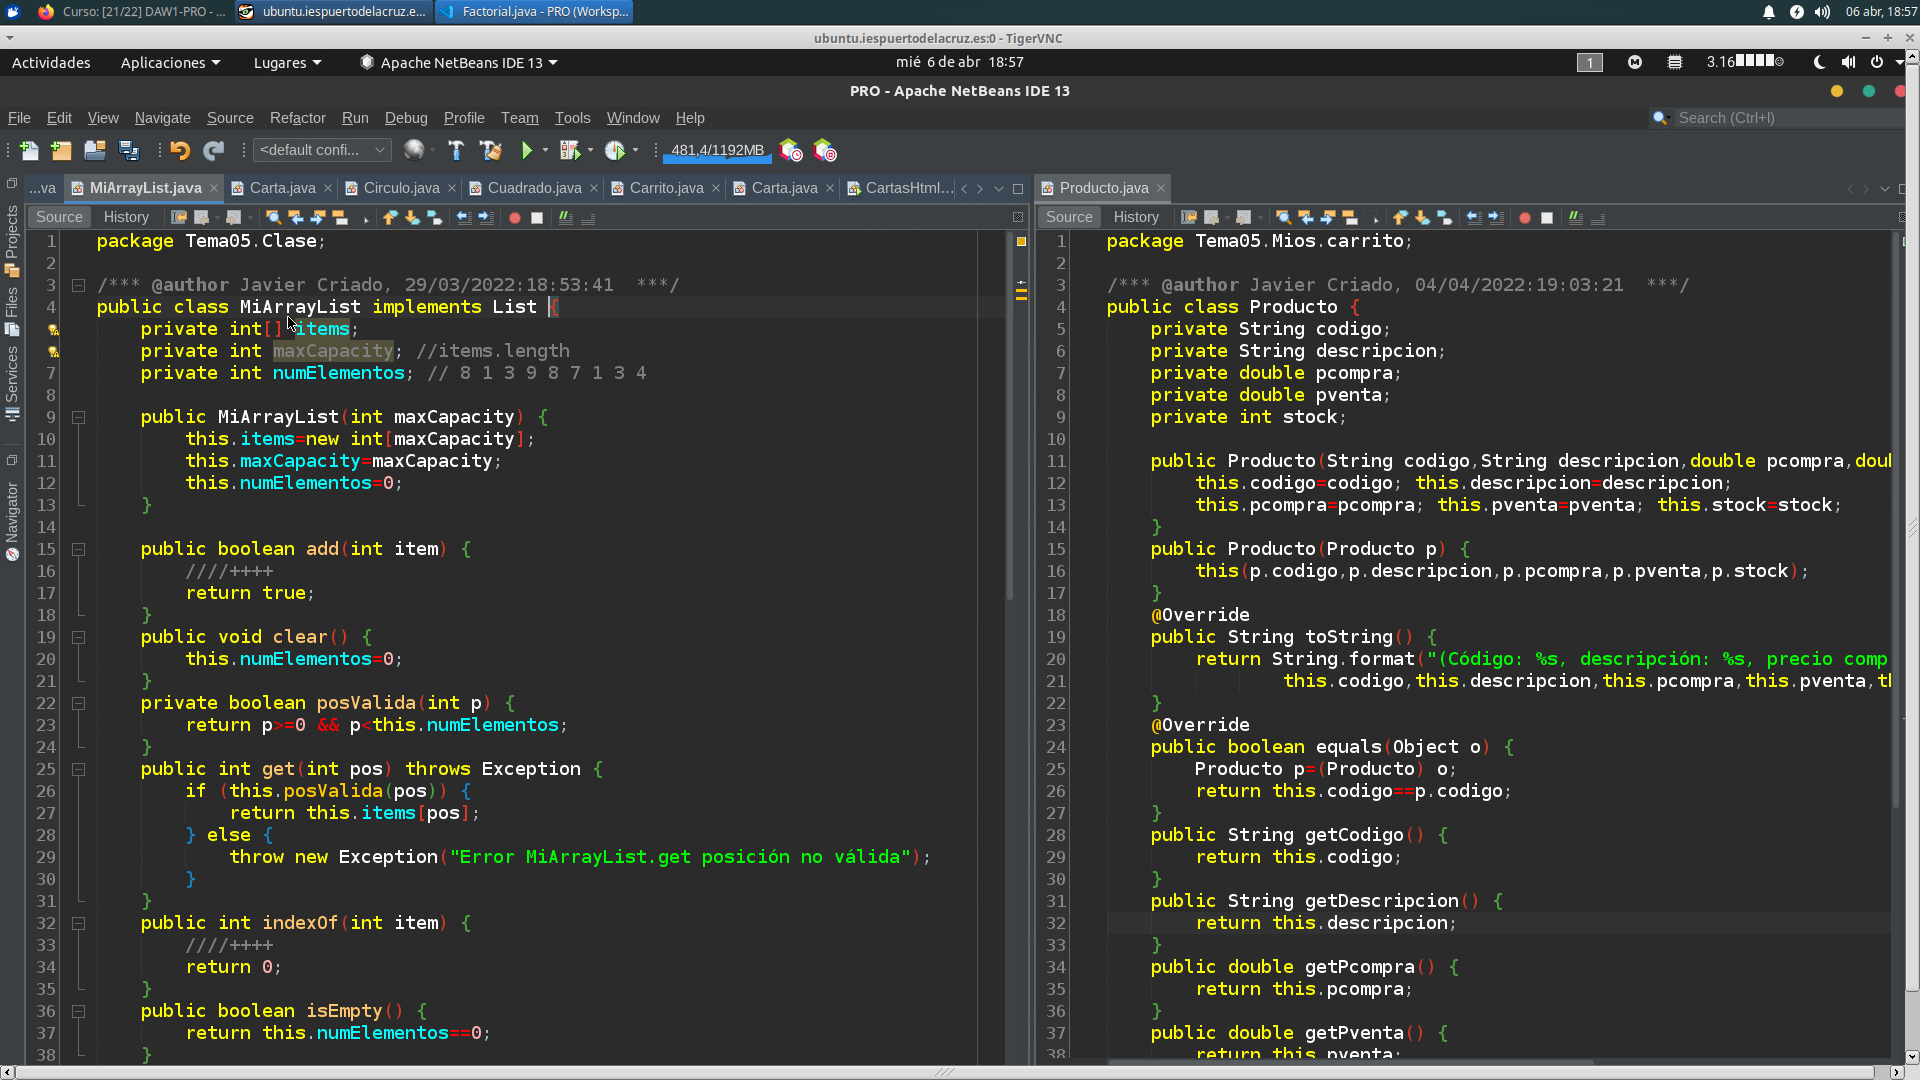 Curso: [21/22] DAW1-PRO - ...
ubuntu.iespuertodelacruz.e...
Factorial.java - PRO (Worksp...
06 abr, 18:57
ubuntu.iespuertodelacruz.es:0 - TigerVNC
Actividades
Aplicaciones
Lugares
Apache NetBeans IDE 13
mié 6 de abr 18:57
1
3.16
PRO - Apache NetBeans IDE 13
File Edit View Navigate Source Refactor Run Debug Profile Team Tools Window Help
Search (Ctrl+I)
<default confi...
481,4/1192MB
...va
MiArrayList.java
Carta.java
Circulo.java
Cuadrado.java
Carrito.java
Carta.java
CartasHtml...
Source
History
Projects
Files
Services
Navigator
1 package Tema05.Clase;
2
3 /*** @author Javier Criado, 29/03/2022:18:53:41 ***/
4 public class MiArrayList implements List {
5 private int[] items;
6 private int maxCapacity; //items.length
7 private int numElementos; // 8 1 3 9 8 7 1 3 4
8
9 public MiArrayList(int maxCapacity) {
10 this.items=new int[maxCapacity];
11 this.maxCapacity=maxCapacity;
12 this.numElementos=0;
13 }
14
15 public boolean add(int item) {
16 ////++++
17 return true;
18 }
19 public void clear() {
20 this.numElementos=0;
21 }
22 private boolean posValida(int p) {
23 return p>=0 && p<this.numElementos;
24 }
25 public int get(int pos) throws Exception {
26 if (this.posValida(pos)) {
27 return this.items[pos];
28 } else {
29 throw new Exception("Error MiArrayList.get posición no válida");
30 }
31 }
32 public int indexOf(int item) {
33 ////++++
34 return 0;
35 }
36 public boolean isEmpty() {
37 return this.numElementos==0;
38 }
Producto.java
Source
History
1 package Tema05.Mios.carrito;
2
3 /*** @author Javier Criado, 04/04/2022:19:03:21 ***/
4 public class Producto {
5 private String codigo;
6 private String descripcion;
7 private double pcompra;
8 private double pventa;
9 private int stock;
10
11 public Producto(String codigo,String descripcion,double pcompra,doub
12 this.codigo=codigo; this.descripcion=descripcion;
13 this.pcompra=pcompra; this.pventa=pventa; this.stock=stock;
14 }
15 public Producto(Producto p) {
16 this(p.codigo,p.descripcion,p.pcompra,p.pventa,p.stock);
17 }
18 @Override
19 public String toString() {
20 return String.format("(Código: %s, descripción: %s, precio comp
21 this.codigo,this.descripcion,this.pcompra,this.pventa,th
22 }
23 @Override
24 public boolean equals(Object o) {
25 Producto p=(Producto) o;
26 return this.codigo==p.codigo;
27 }
28 public String getCodigo() {
29 return this.codigo;
30 }
31 public String getDescripcion() {
32 return this.descripcion;
33 }
34 public double getPcompra() {
35 return this.pcompra;
36 }
37 public double getPventa() {
38 return this.pventa;